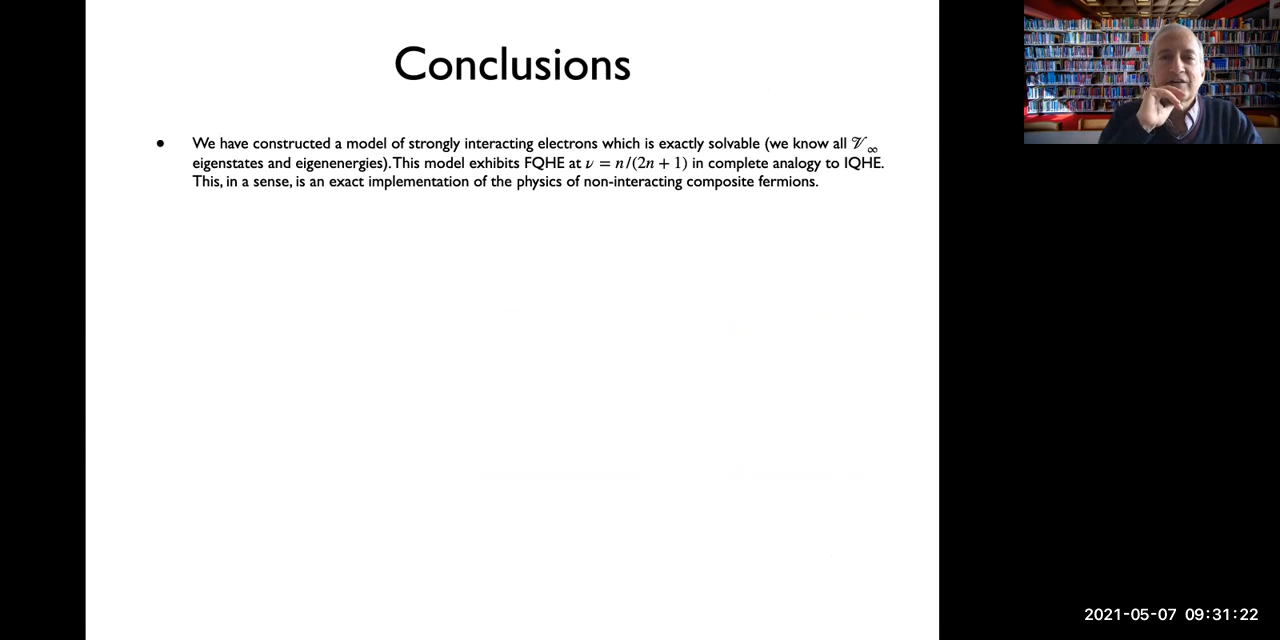 Conclusions
• We have constructed a model of strongly interacting electrons which is exactly solvable (we know all 𝒱∞
eigenstates and eigenenergies). This model exhibits FQHE at ν = n/(2n + 1) in complete analogy to IQHE.
This, in a sense, is an exact implementation of the physics of non-interacting composite fermions.
2021-05-07 09:31:22